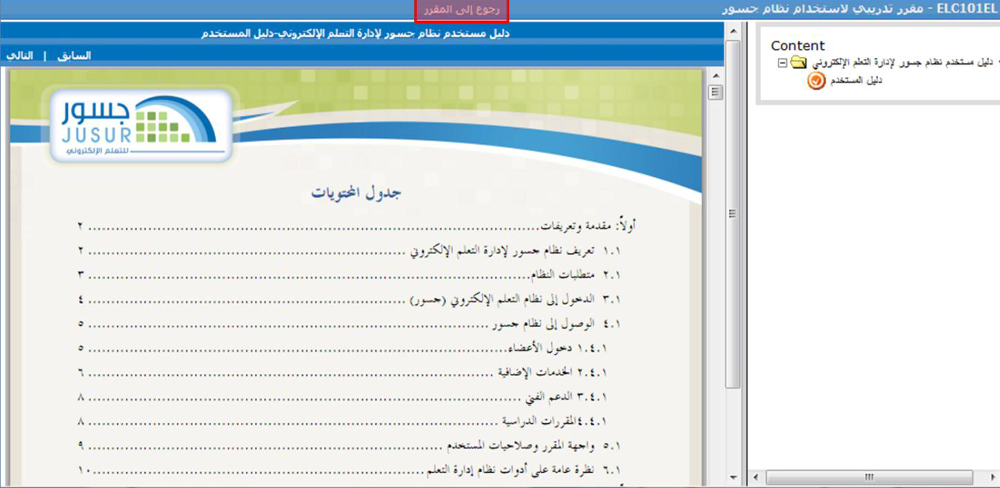 ELC101EL - مقرر تدريبي لاستخدام نظام جسور
رجوع إلى المقرر
Content
دليل مستخدم نظام جسور لإدارة التعلم الإلكتروني
دليل المستخدم
دليل مستخدم نظام جسور لإدارة التعلم الإلكتروني-دليل المستخدم
السابق | التالي
جسور
JUSUR
للتعلم الإلكتروني
جدول المحتويات
أولاً: مقدمة وتعريفات................................................................................ ٢
١.١ تعريف نظام جسور لإدارة التعلم الإلكتروني ........................................................ ٢
٢.١ متطلبات النظام................................................................................ ٣
٣.١ الدخول إلى نظام التعلم الإلكتروني (جسور) ........................................................ ٤
٤.١ الوصول إلى نظام جسور ........................................................................ ٥
١.٤.١ دخول الأعضاء............................................................................ ٥
٢.٤.١ الخدمات الإضافية ........................................................................ ٦
٣.٤.١ الدعم الفني ............................................................................ ٨
٤.٤.١المقررات الدراسية ........................................................................ ٨
٥.١ واجهة المقرر وصلاحيات المستخدم ................................................................ ٩
٦.١ نظرة عامة على أدوات نظام إدارة التعلم............................................................ ١٠